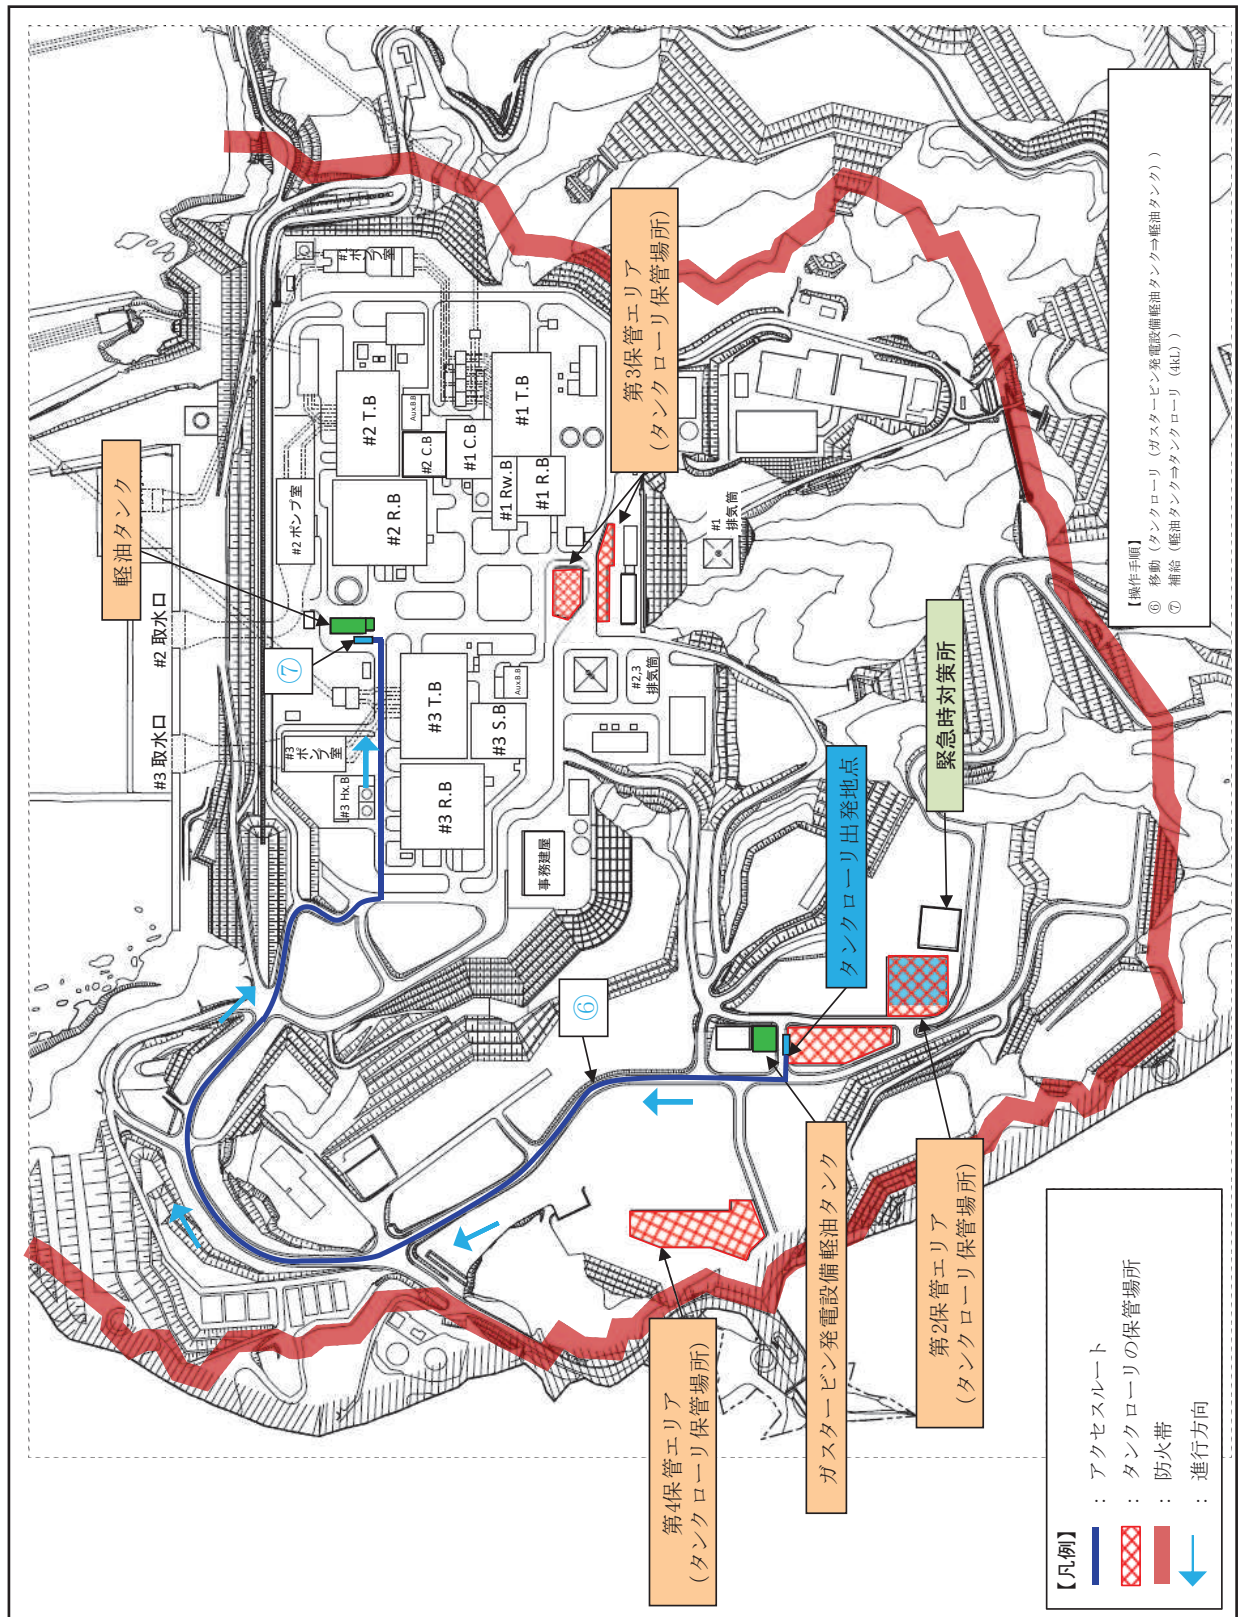 #3 取水口
#2 取水口
軽油タンク
⑦
#3
ポンプ室
#3 Hx.B
#2 ポンプ室
#1
ポンプ室
#3 R.B
#3 T.B
#3 S.B
Aux.B.B
#2 R.B
#2 T.B
#2 C.B
Aux.B.B
#1 C.B
#1 Rw.B
#1 R.B
#1 T.B
事務建屋
#2,3
排気筒
#1
排気筒
第3保管エリア
(タンクローリ保管場所)
⑥
タンクローリ出発地点
緊急時対策所
第4保管エリア
(タンクローリ保管場所)
ガスタービン発電設備軽油タンク
第2保管エリア
(タンクローリ保管場所)
【凡例】
: アクセスルート
: タンクローリの保管場所
: 防火帯
: 進行方向
【操作手順】
⑥ 移動 (タンクローリ (ガスタービン発電設備軽油タンク⇒軽油タンク) )
⑦ 補給 (軽油タンク⇒タンクローリ (4kL) )